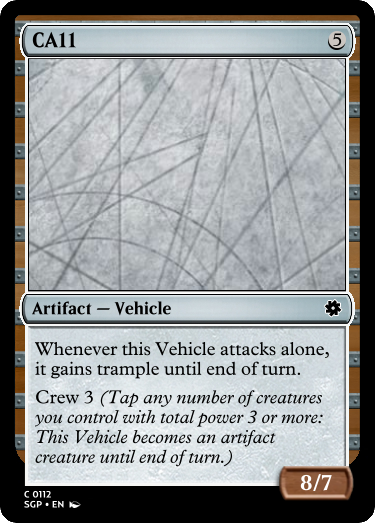 CA11 5
Artifact — Vehicle
Whenever this Vehicle attacks alone,
it gains trample until end of turn.
Crew 3 (Tap any number of creatures
you control with total power 3 or more:
This Vehicle becomes an artifact
creature until end of turn.)
8/7
C 0112
SGP • EN